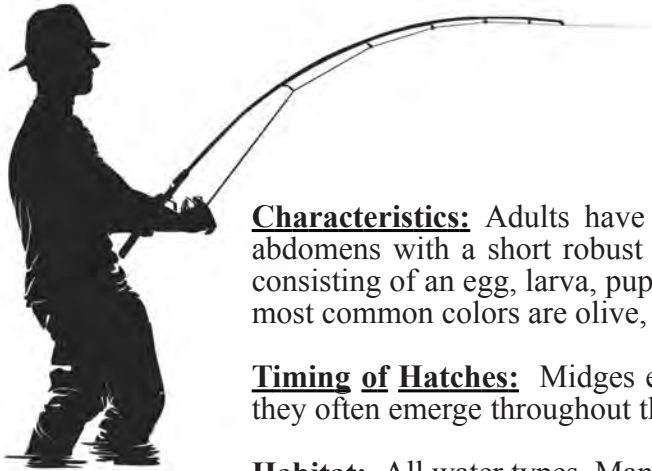 Characteristics: Adults have
abdomens with a short robust
consisting of an egg, larva, pup
most common colors are olive,
Timing of Hatches: Midges e
they often emerge throughout th
Habitat: All water types. Man